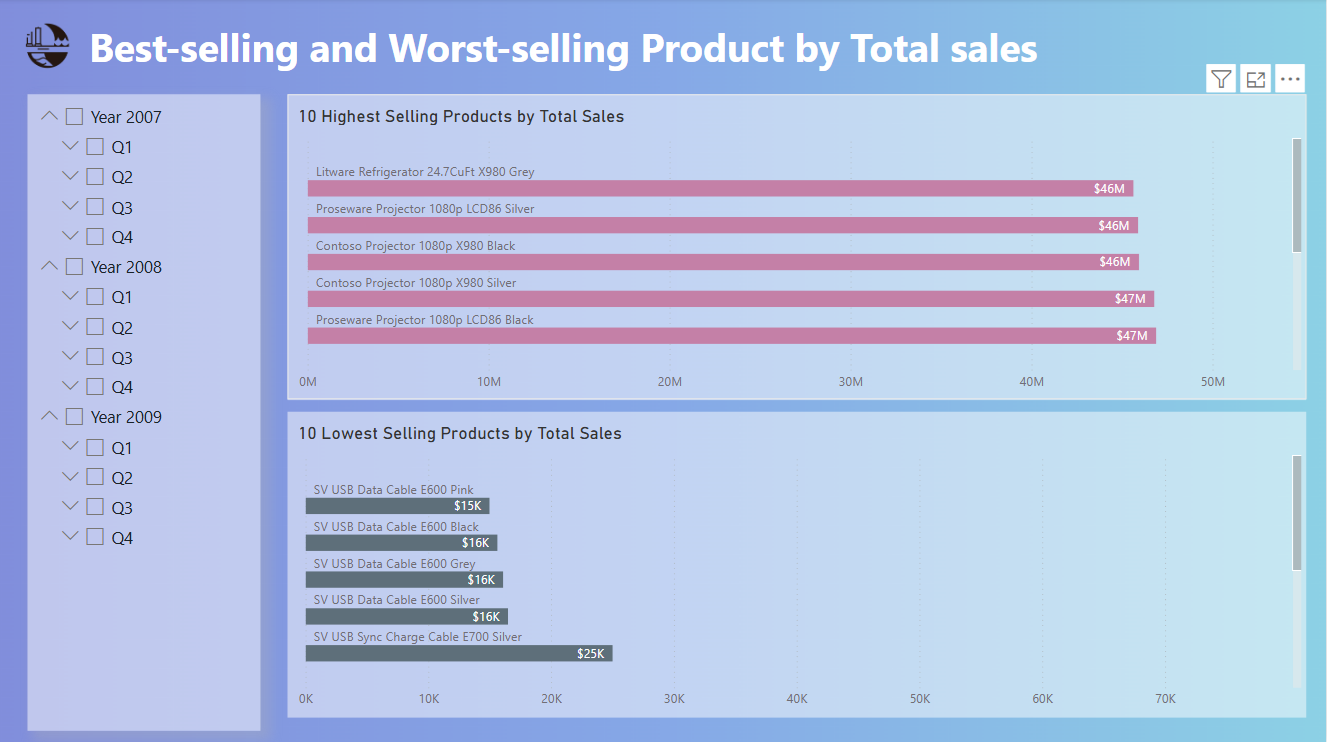 Best-selling and Worst-selling Product by Total sales
Year 2007
Q1
Q2
Q3
Q4
Year 2008
Q1
Q2
Q3
Q4
Year 2009
Q1
Q2
Q3
Q4
10 Highest Selling Products by Total Sales
Litware Refrigerator 24.7CuFt X980 Grey
$46M
Proseware Projector 1080p LCD86 Silver
$46M
Contoso Projector 1080p X980 Black
$46M
Contoso Projector 1080p X980 Silver
$47M
Proseware Projector 1080p LCD86 Black
$47M
0M 10M 20M 30M 40M 50M
10 Lowest Selling Products by Total Sales
SV USB Data Cable E600 Pink
$15K
SV USB Data Cable E600 Black
$16K
SV USB Data Cable E600 Grey
$16K
SV USB Data Cable E600 Silver
$16K
SV USB Sync Charge Cable E700 Silver
$25K
0K 10K 20K 30K 40K 50K 60K 70K